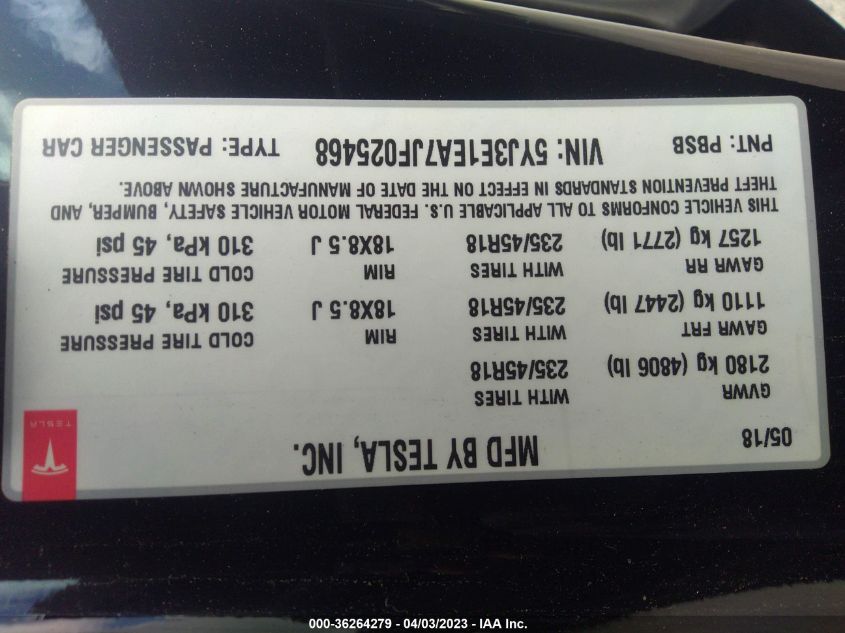 MFD BY TESLA, INC.
05/18
TESLA
GVWR
2180 kg (4806 lb)
WITH TIRES
235/45R18
GAWR FRT
1110 kg (2447 lb)
WITH TIRES
235/45R18
RIM
18X8.5 J
COLD TIRE PRESSURE
310 kPa, 45 psi
GAWR RR
1257 kg (2771 lb)
WITH TIRES
235/45R18
RIM
18X8.5 J
COLD TIRE PRESSURE
310 kPa, 45 psi
THIS VEHICLE CONFORMS TO ALL APPLICABLE U.S. FEDERAL MOTOR VEHICLE SAFETY, BUMPER, AND,
THEFT PREVENTION STANDARDS IN EFFECT ON THE DATE OF MANUFACTURE SHOWN ABOVE.
PNT: PBSB VIN: 5YJ3E1EA7JF025468 TYPE: PASSENGER CAR
000-36264279 - 04/03/2023 - IAA Inc.